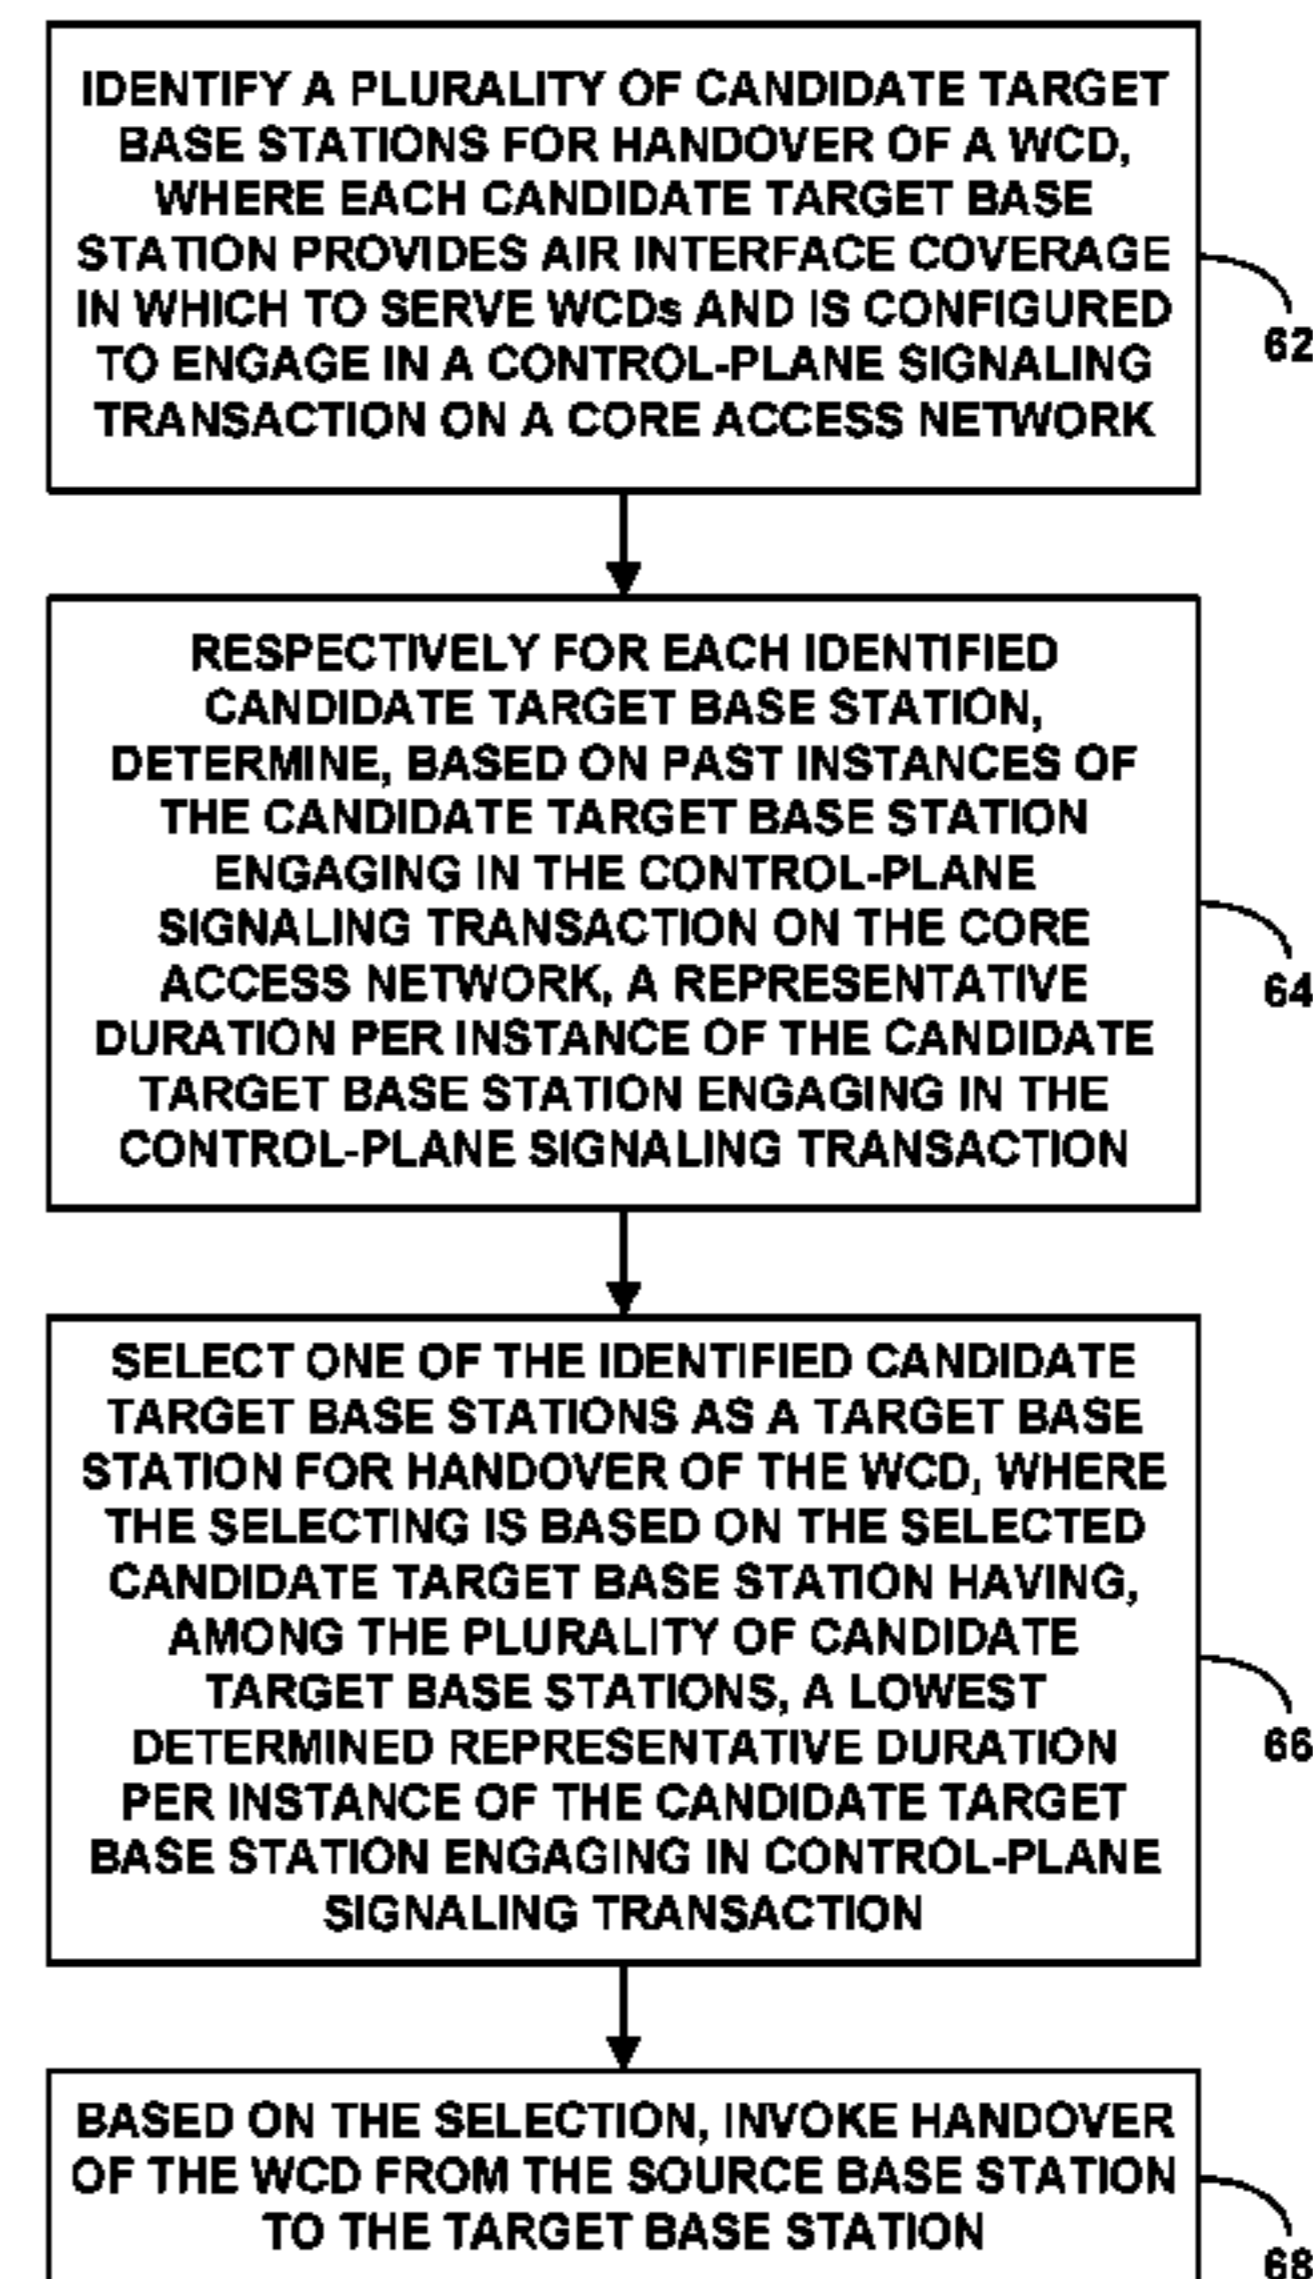 IDENTIFY A PLURALITY OF CANDIDATE TARGET
BASE STATIONS FOR HANDOVER OF A WCD,
WHERE EACH CANDIDATE TARGET BASE
STATION PROVIDES AIR INTERFACE COVERAGE
IN WHICH TO SERVE WCDs AND IS CONFIGURED
TO ENGAGE IN A CONTROL-PLANE SIGNALING
TRANSACTION ON A CORE ACCESS NETWORK
62
RESPECTIVELY FOR EACH IDENTIFIED
CANDIDATE TARGET BASE STATION,
DETERMINE, BASED ON PAST INSTANCES OF
THE CANDIDATE TARGET BASE STATION
ENGAGING IN THE CONTROL-PLANE
SIGNALING TRANSACTION ON THE CORE
ACCESS NETWORK, A REPRESENTATIVE
DURATION PER INSTANCE OF THE CANDIDATE
TARGET BASE STATION ENGAGING IN THE
CONTROL-PLANE SIGNALING TRANSACTION
64
SELECT ONE OF THE IDENTIFIED CANDIDATE
TARGET BASE STATIONS AS A TARGET BASE
STATION FOR HANDOVER OF THE WCD, WHERE
THE SELECTING IS BASED ON THE SELECTED
CANDIDATE TARGET BASE STATION HAVING,
AMONG THE PLURALITY OF CANDIDATE
TARGET BASE STATIONS, A LOWEST
DETERMINED REPRESENTATIVE DURATION
PER INSTANCE OF THE CANDIDATE TARGET
BASE STATION ENGAGING IN CONTROL-PLANE
SIGNALING TRANSACTION
66
BASED ON THE SELECTION, INVOKE HANDOVER
OF THE WCD FROM THE SOURCE BASE STATION
TO THE TARGET BASE STATION
68